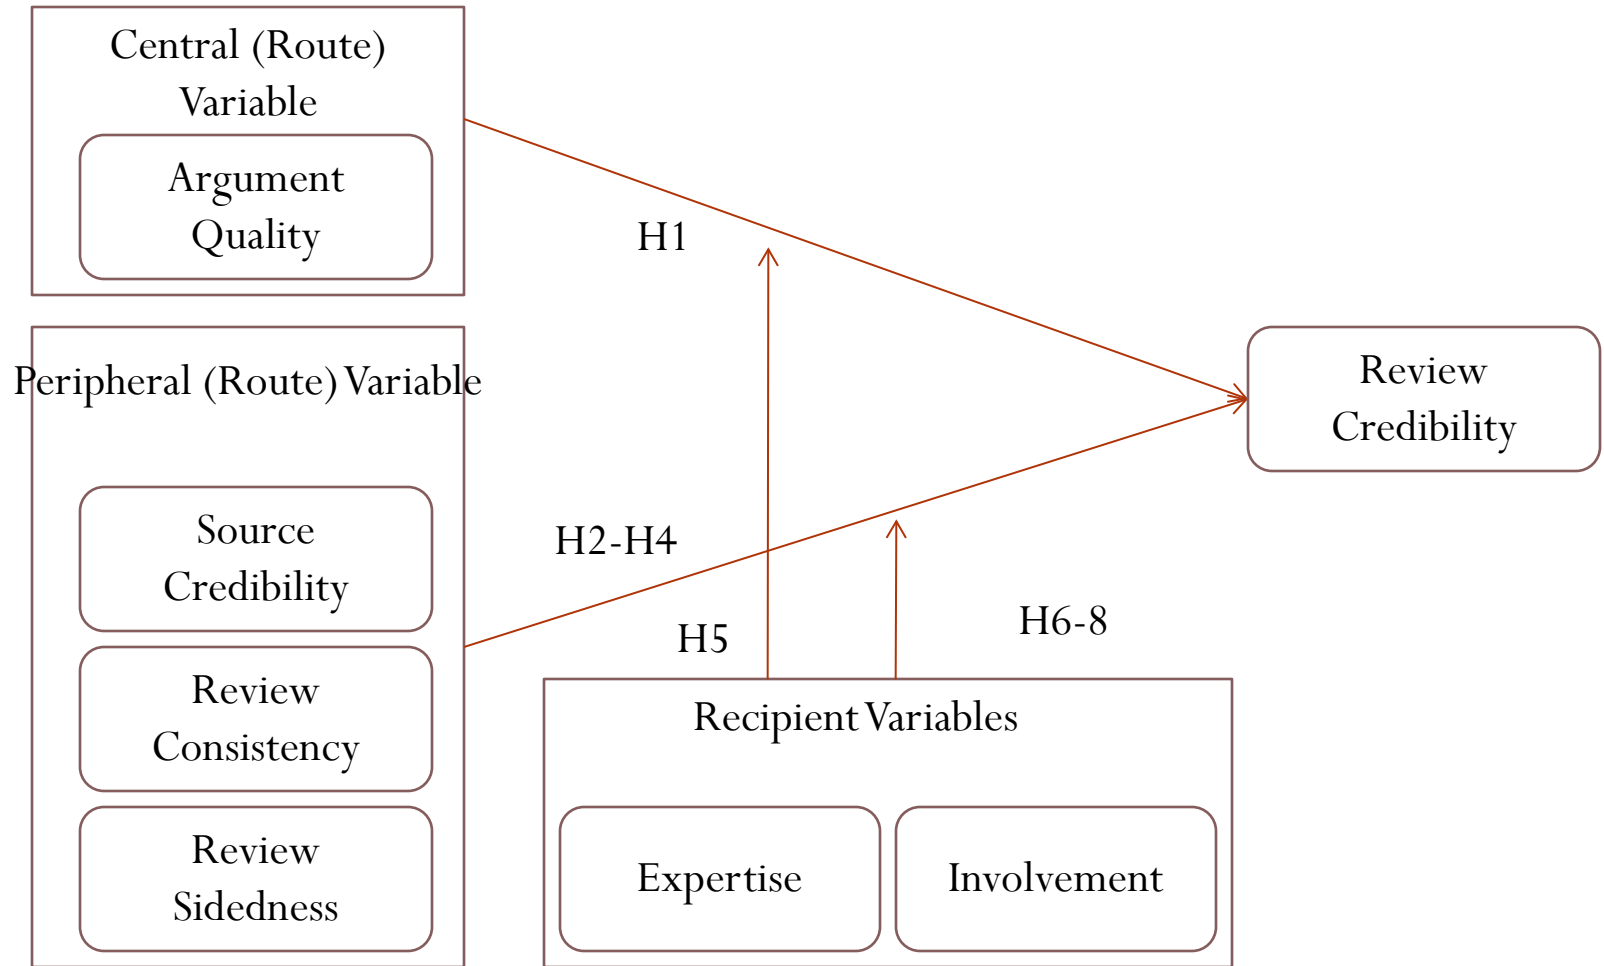 Central (Route)
Variable
Argument
Quality
H1
Peripheral (Route) Variable
Review
Credibility
Source
Credibility
H2-H4
H5
H6-8
Review
Consistency
Recipient Variables
Review
Sidedness
Expertise
Involvement